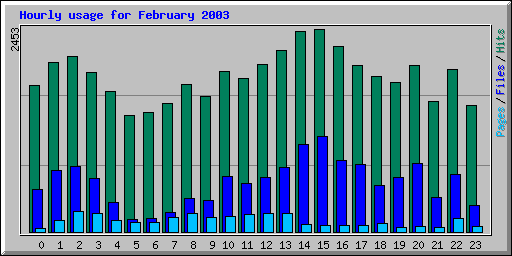 Hourly usage for February 2003
2453
Pages/Files/Hits
0 1 2 3 4 5 6 7 8 9 10 11 12 13 14 15 16 17 18 19 20 21 22 23